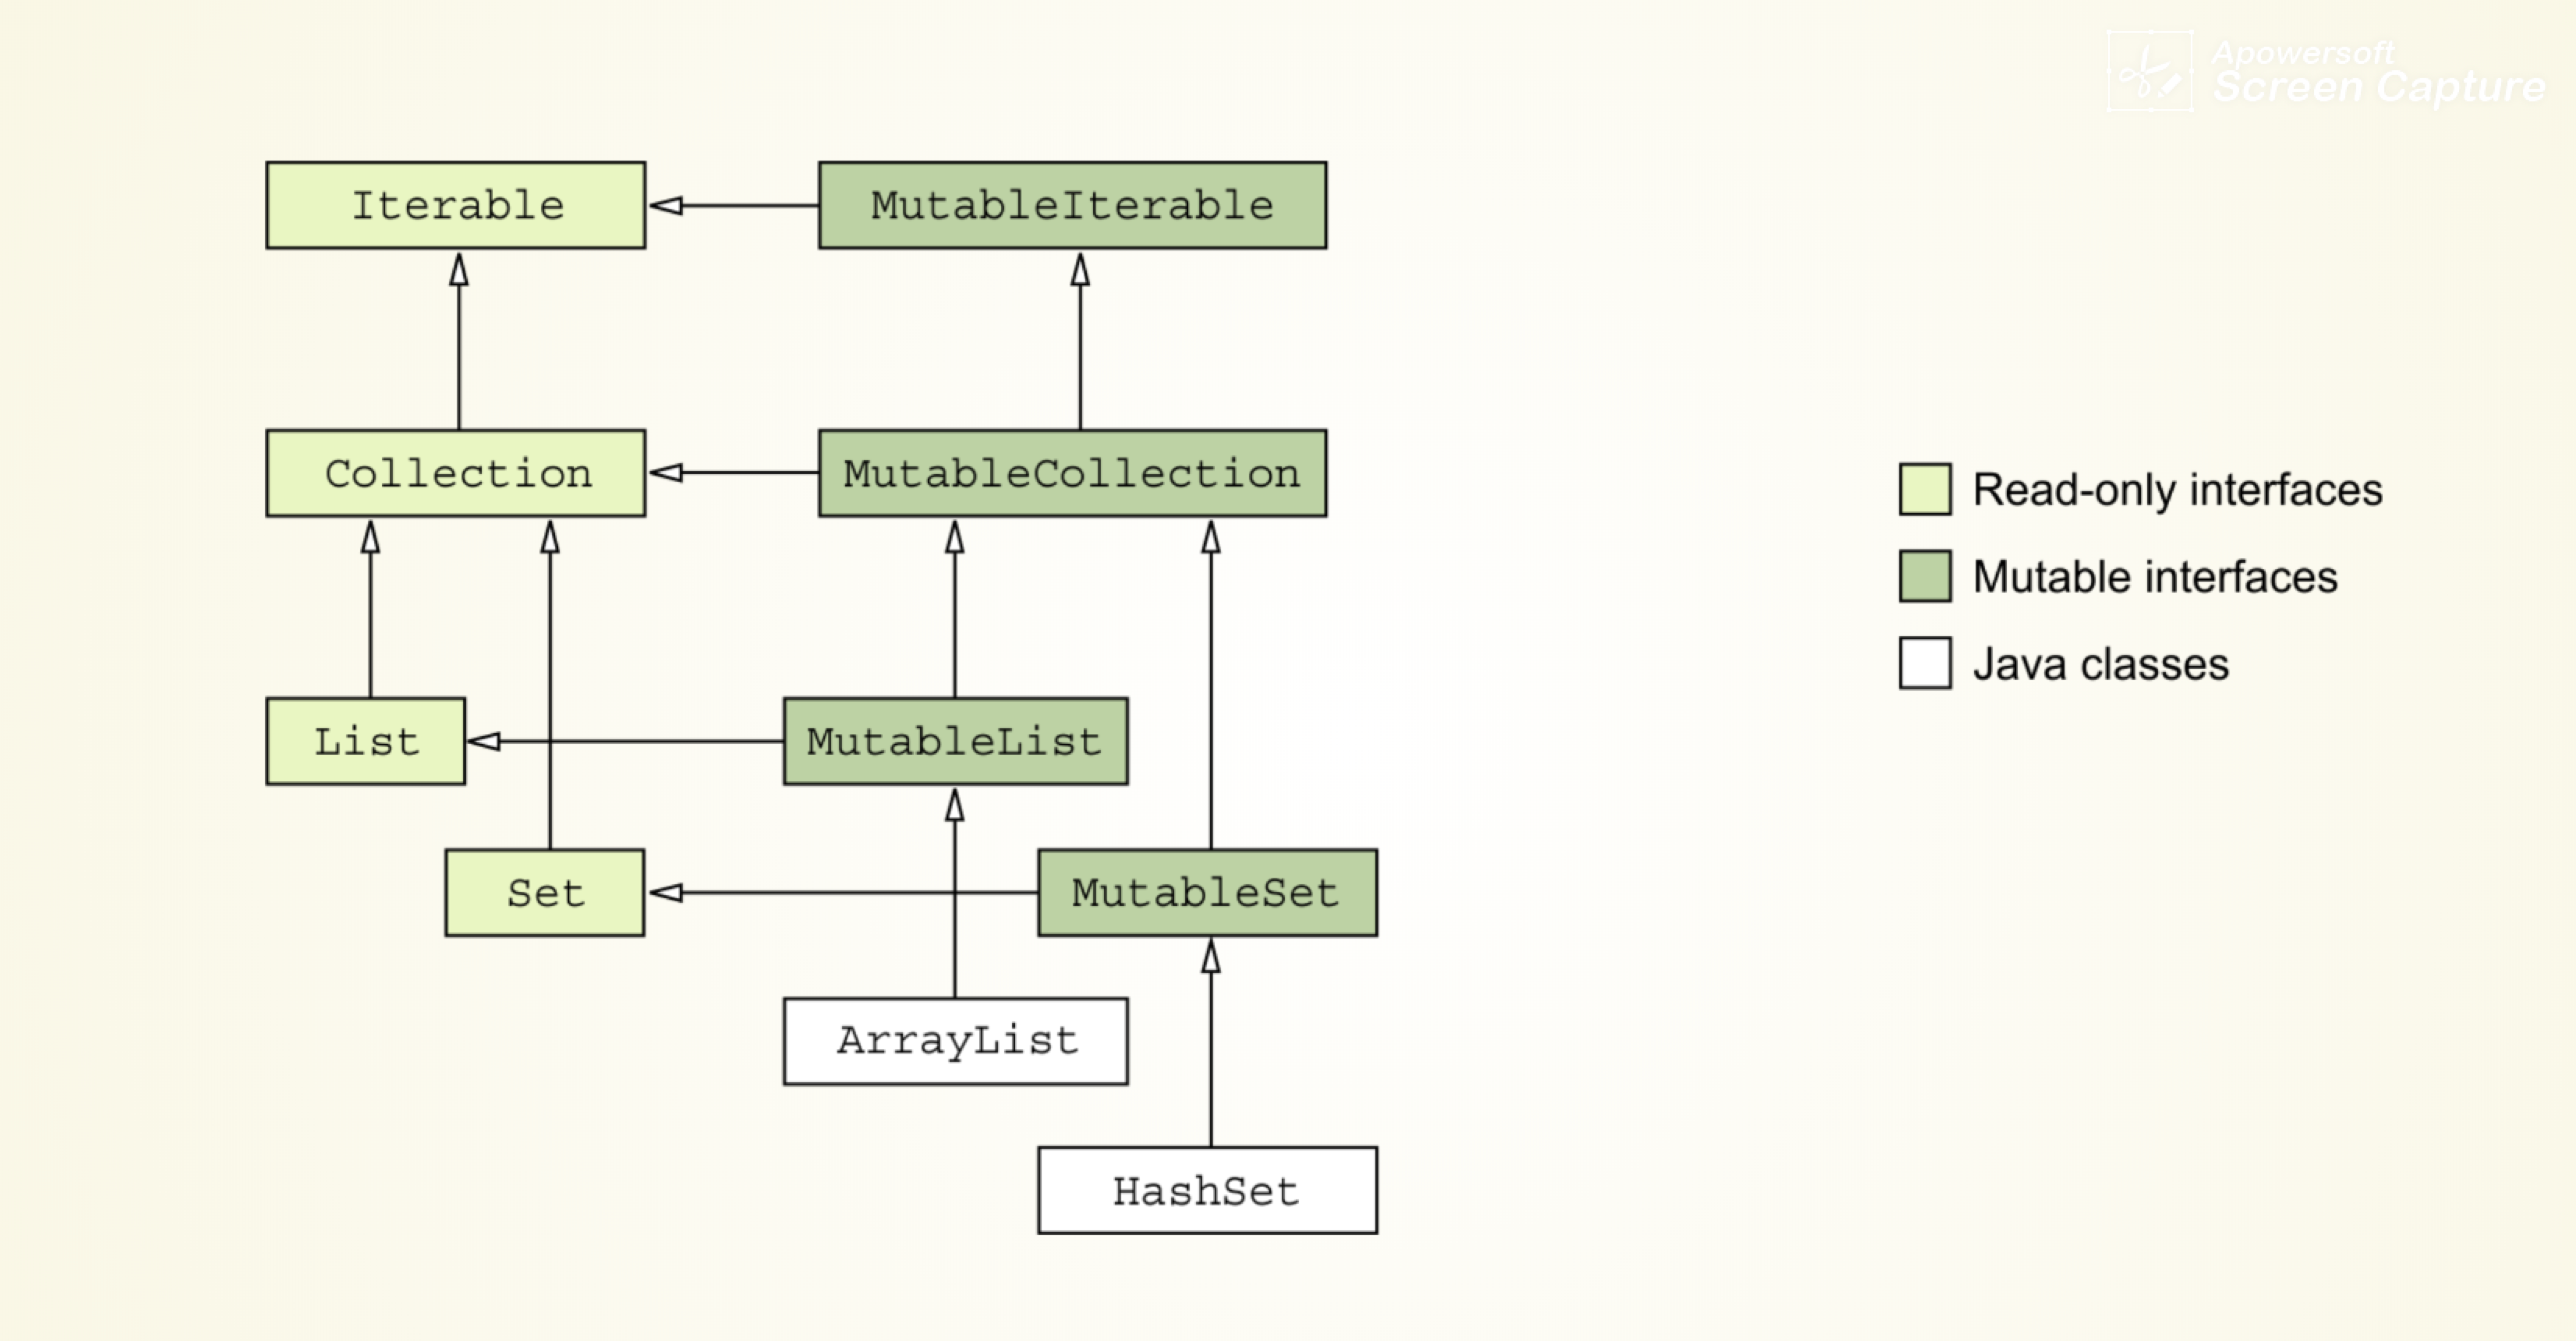 Apowersoft
Screen Capture
Iterable
MutableIterable
Collection
MutableCollection
Read-only interfaces
Mutable interfaces
Java classes
List
MutableList
Set
MutableSet
ArrayList
HashSet